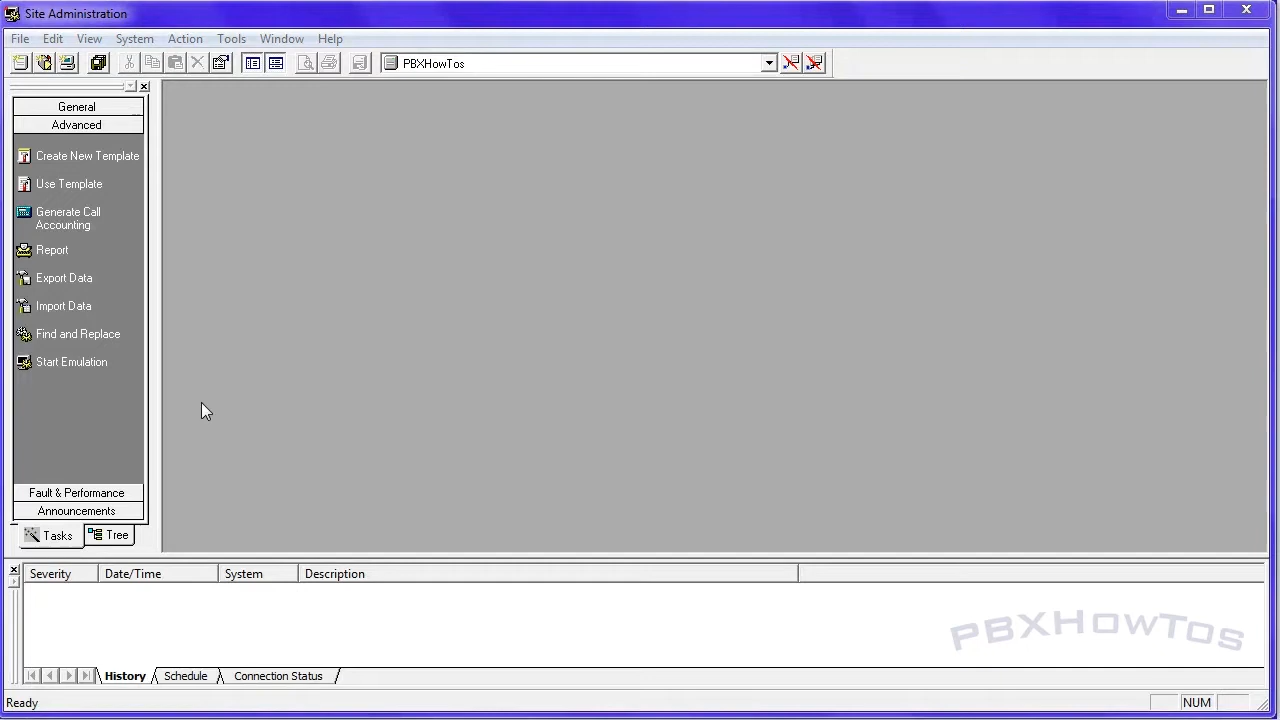 Site Administration
File Edit View System Action Tools Window Help
PBXHowTos
General
Advanced
Create New Template
Use Template
Generate Call
Accounting
Report
Export Data
Import Data
Find and Replace
Start Emulation
Fault & Performance
Announcements
Tasks Tree
Severity Date/Time System Description
PBXHowTos
History Schedule Connection Status
Ready NUM